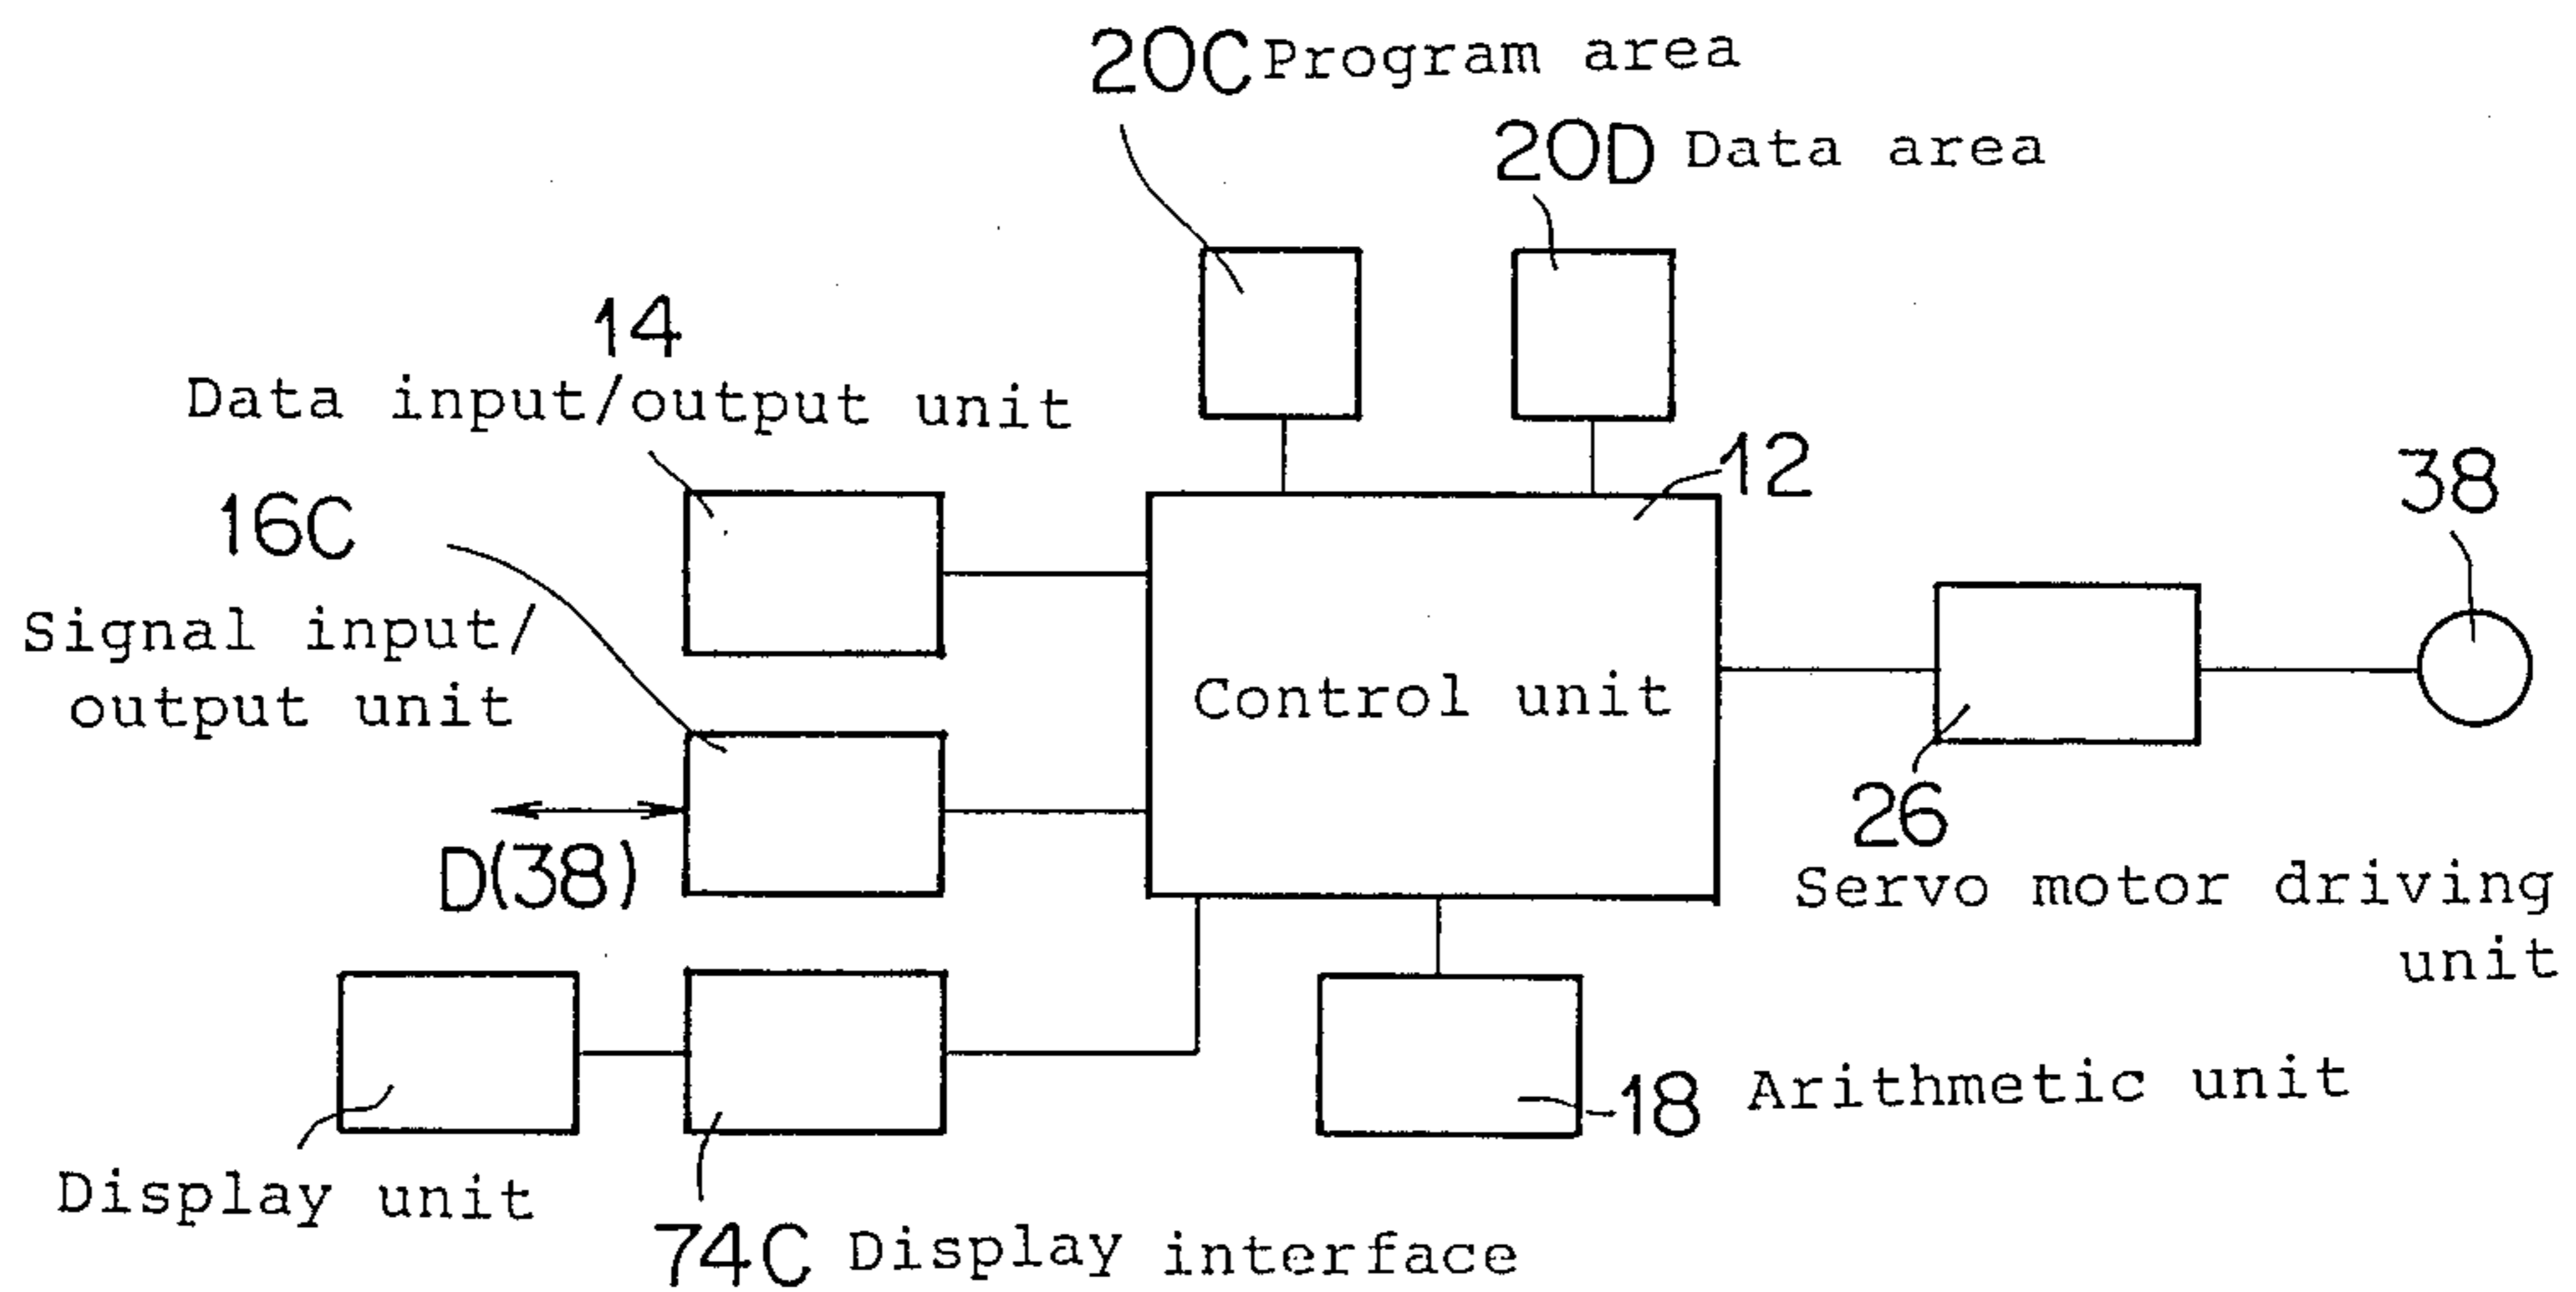 20C Program area
20D Data area
14
Data input/output unit
12
38
16C
Signal input/
output unit
Control unit
D(38)
26
Servo motor driving
unit
18 Arithmetic unit
Display unit
74C Display interface